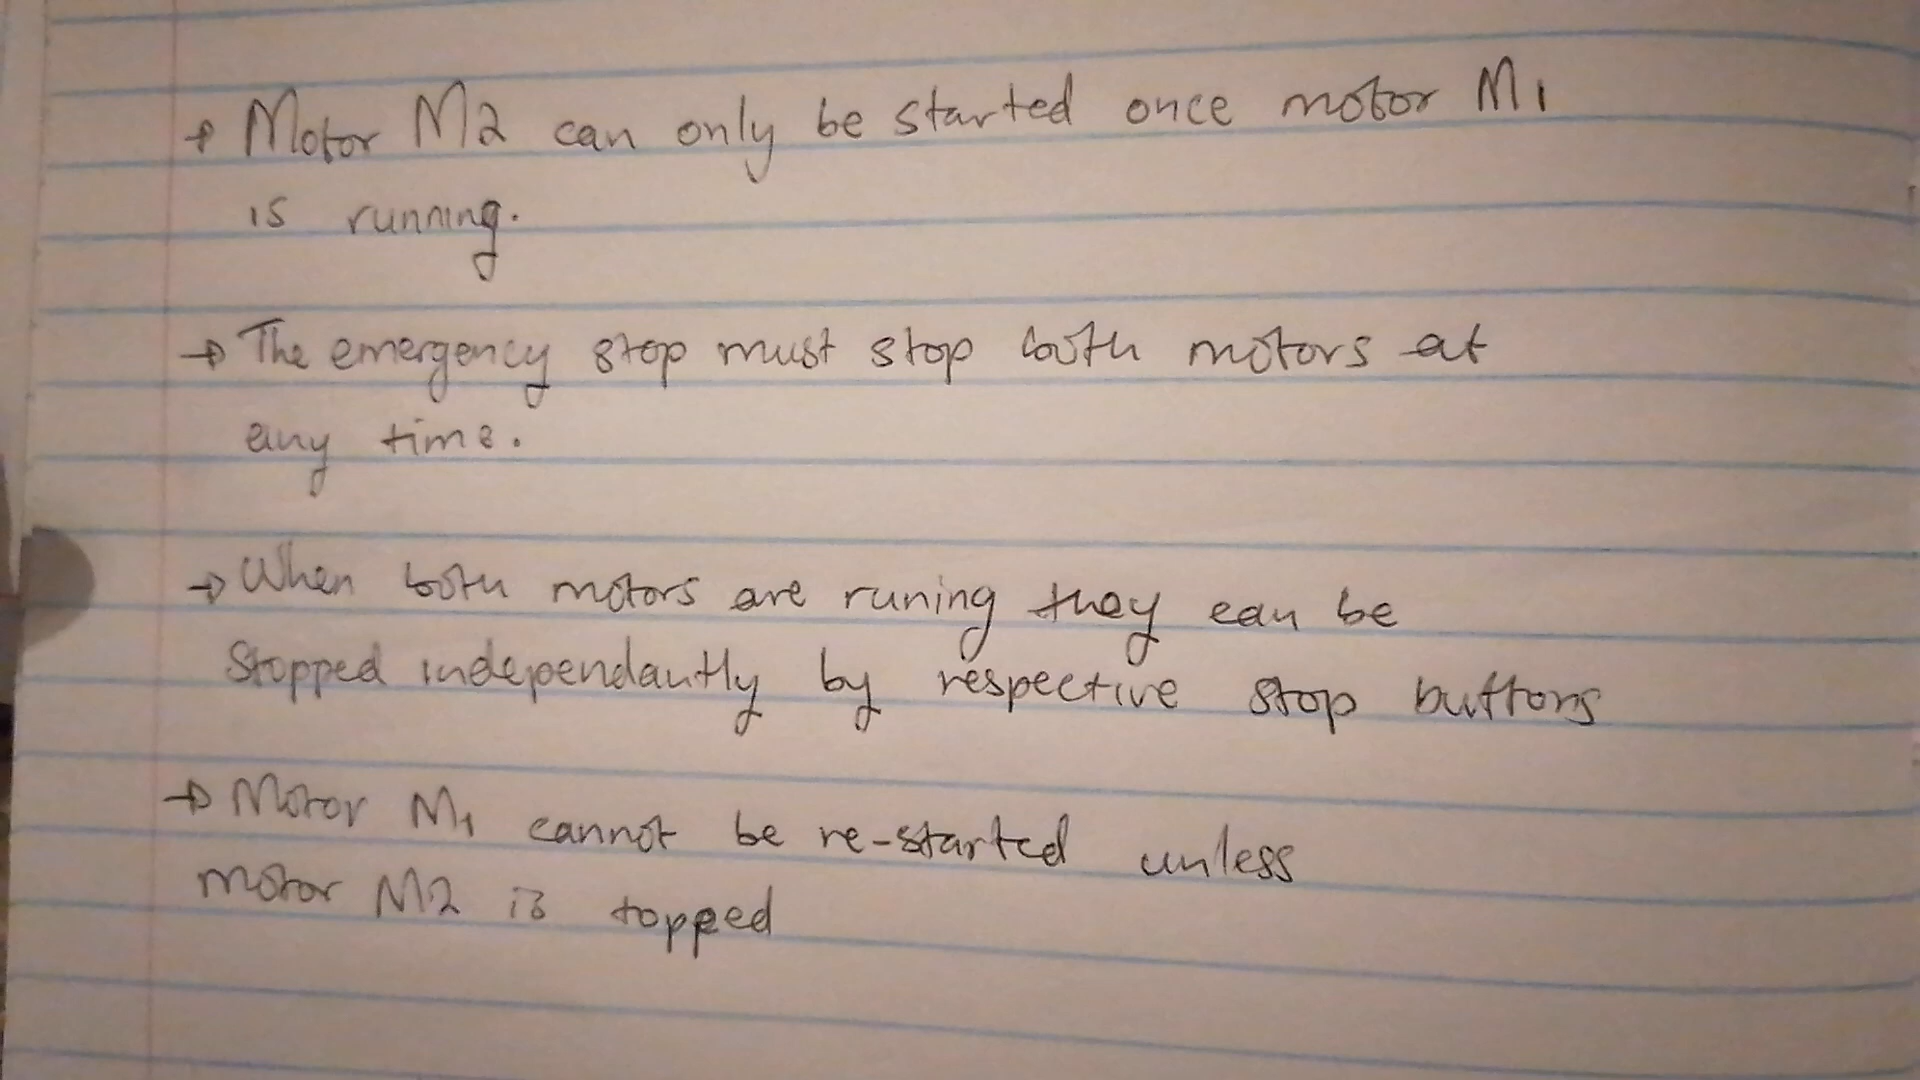 → Motor M2 can only be started once motor M1
is running.
→ The emergency stop must stop both motors at
any time.
→ When both motors are runing they can be
Stopped independantly by respective stop buttons
→ Motor M1 cannot be re-started unless
motor M2 is topped